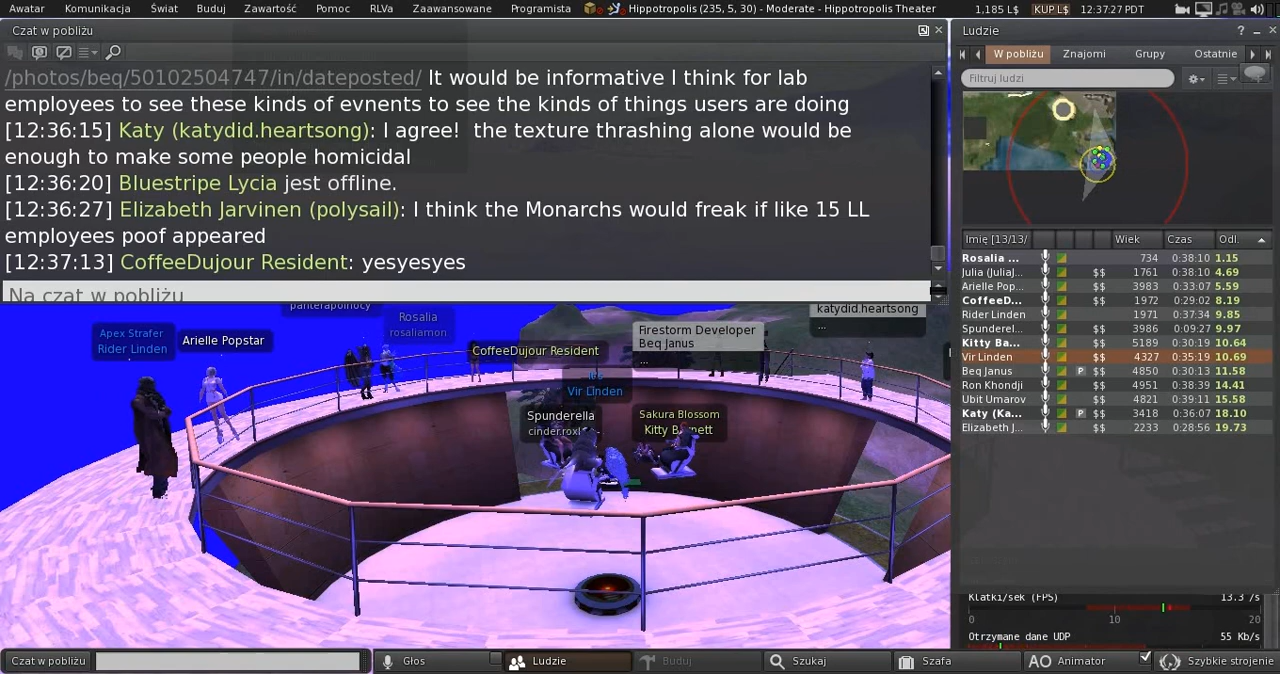 Awatar Komunikacja Świat Buduj Zawartość Pomoc RLVa Zaawansowane Programista Hippotropolis (235, 5, 30) - Moderate - Hippotropolis Theater 1,185 L$ KUP L$ 12:37:27 PDT
Czat w pobliżu
/photos/beq/50102504747/in/dateposted/ It would be informative I think for lab
employees to see these kinds of evnents to see the kinds of things users are doing
[12:36:15] Katy (katydid.heartsong): I agree! the texture thrashing alone would be
enough to make some people homicidal
[12:36:20] Bluestripe Lycia jest offline.
[12:36:27] Elizabeth Jarvinen (polysail): I think the Monarchs would freak if like 15 LL
employees poof appeared
[12:37:13] CoffeeDujour Resident: yesyesyes
Na czat w pobliżu
panterapolnocy
katydid.heartsong
...
Rosalia
rosaliamon
Apex Strafer
Rider Linden
Arielle Popstar
Firestorm Developer
Beq Janus
...
CoffeeDujour Resident
Vir Linden
Spunderella
cinder.roxl
Sakura Blossom
Kitty
Ludzie
W pobliżu Znajomi Grupy Ostatnie
Filtruj ludzi
Imię [13/13/ Wiek Czas Odl.
Rosalia ... 734 0:38:10 1.15
Julia (JuliaJ... $$ 1761 0:38:10 4.69
Arielle Pop... 3983 0:33:07 5.59
CoffeeD... $$ 1972 0:29:02 8.19
Rider Linden 1971 0:37:34 9.85
Spunderel... $$ 3986 0:09:27 9.97
Kitty Ba... $$ 5189 0:30:19 10.64
Vir Linden $$ 4327 0:35:19 10.69
Beq Janus P $$ 4850 0:30:13 11.58
Ron Khondji $$ 4951 0:38:39 14.41
Ubit Umarov $$ 4821 0:39:11 15.58
Katy (Ka... P $$ 3418 0:36:07 18.10
Elizabeth J... $$ 2233 0:28:56 19.73
Klatki/sek (FPS) 13.3 /s
0 10 20
Otrzymane dane UDP 55 Kb/s
Czat w pobliżu Głos Ludzie Buduj Szukaj Szafa AO Animator Szybkie strojenie